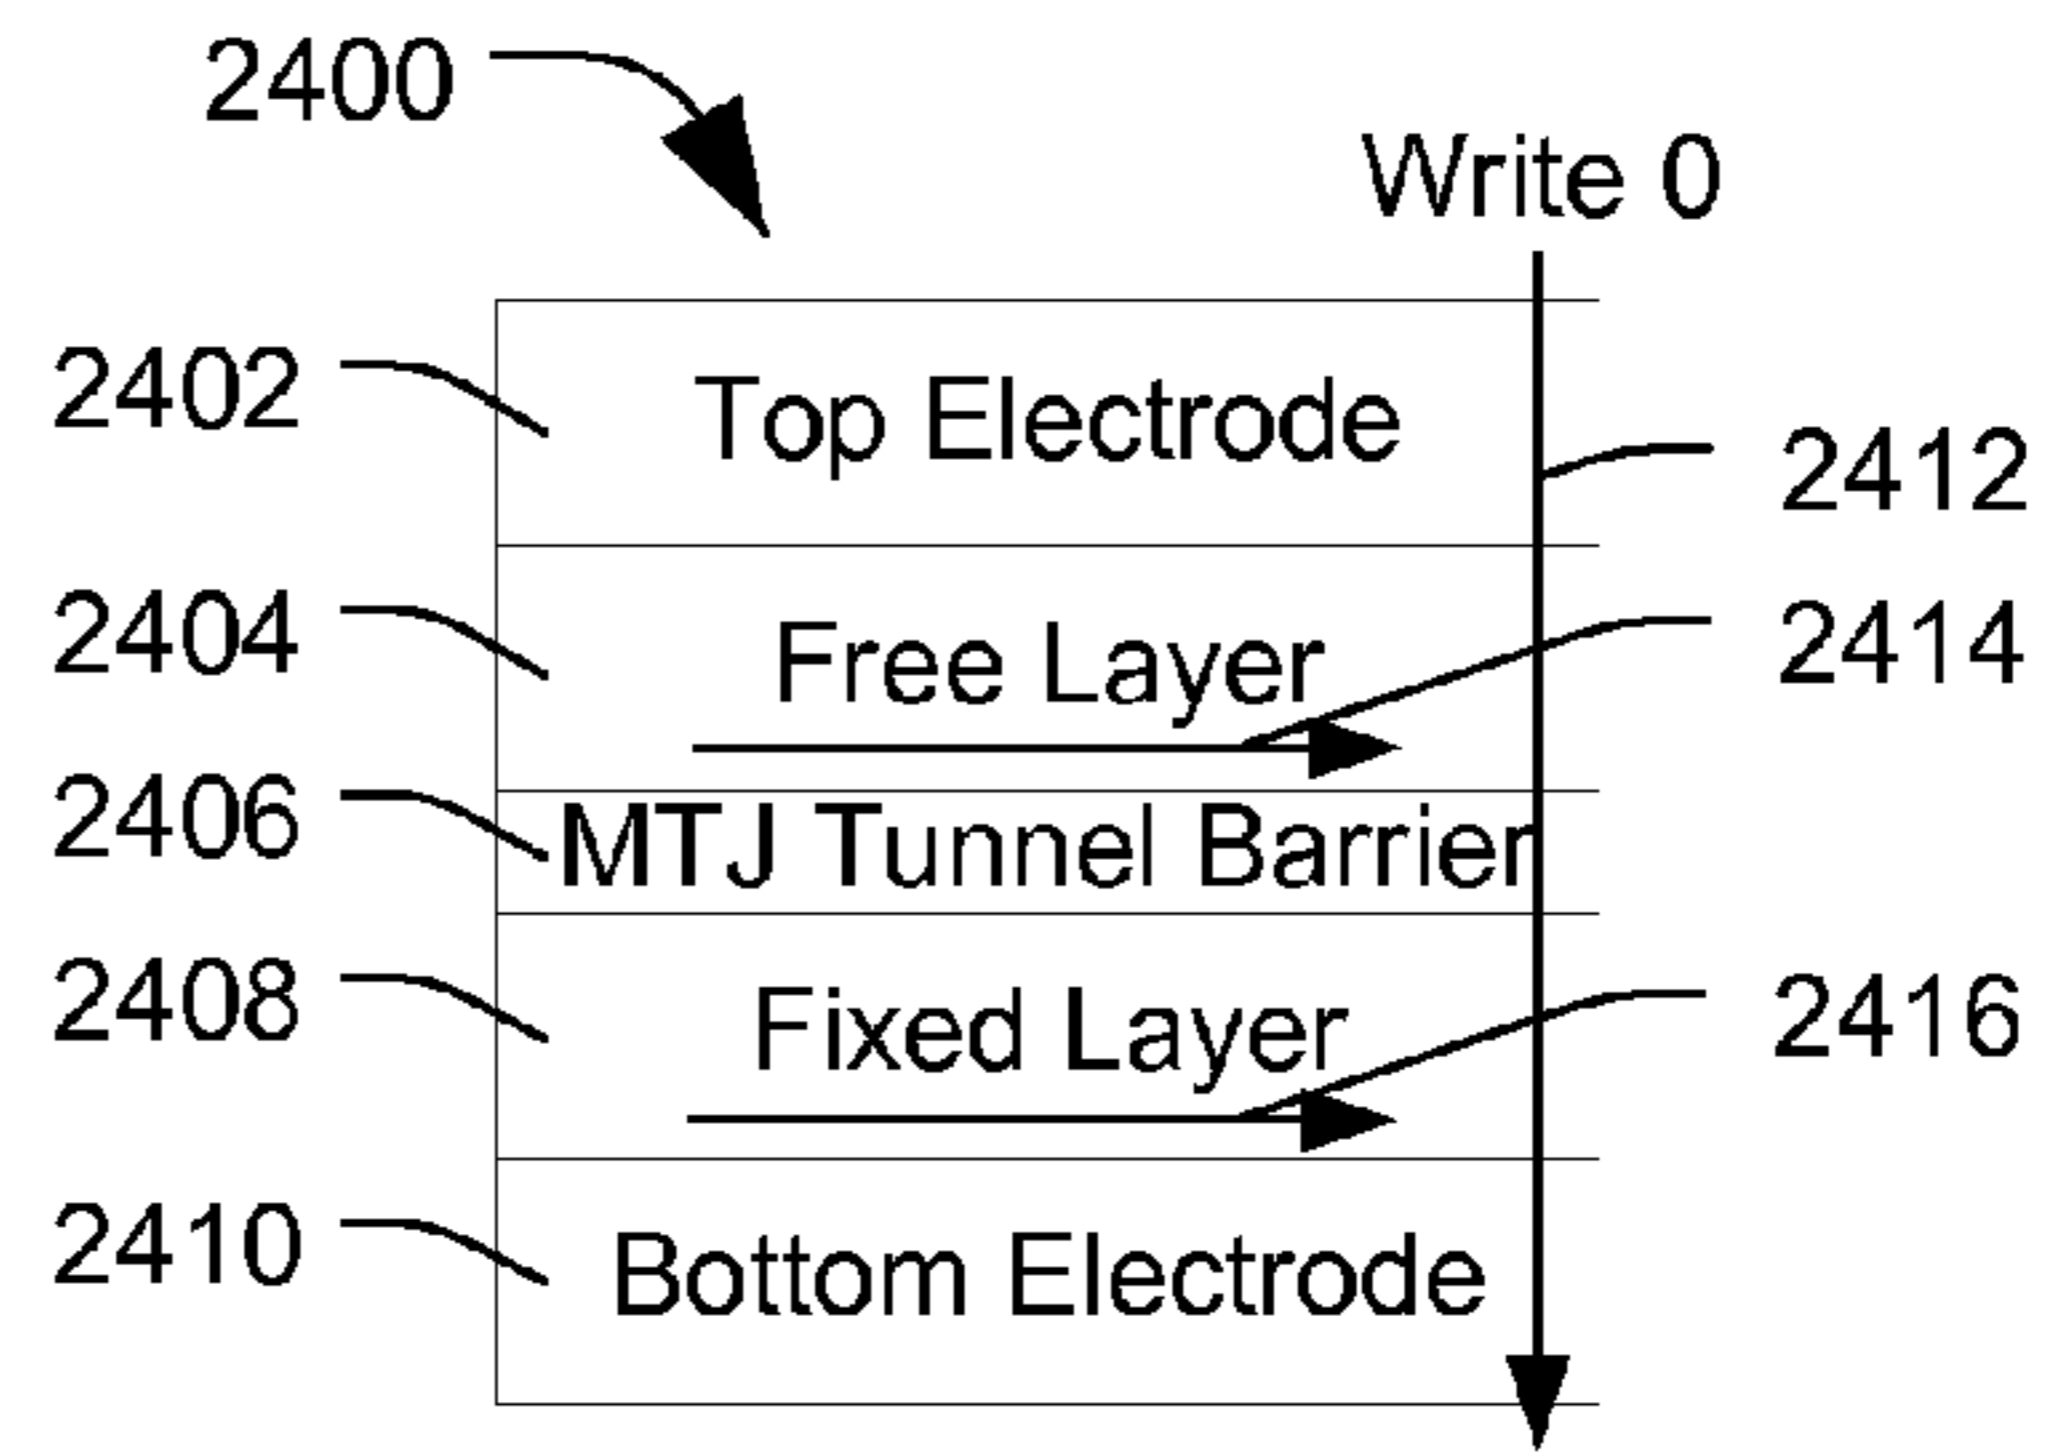 2400
Write 0
2402
Top Electrode
2412
2404
Free Layer
2414
2406
MTJ Tunnel Barrier
2408
Fixed Layer
2416
2410
Bottom Electrode